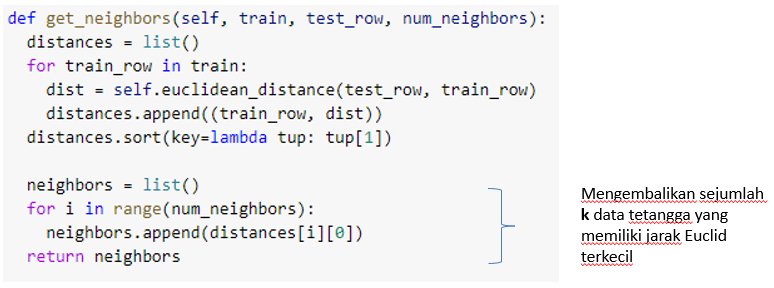 def get_neighbors(self, train, test_row, num_neighbors):
  distances = list()
  for train_row in train:
    dist = self.euclidean_distance(test_row, train_row)
    distances.append((train_row, dist))
  distances.sort(key=lambda tup: tup[1])
  neighbors = list()
  for i in range(num_neighbors):
    neighbors.append(distances[i][0])
  return neighbors
Mengembalikan sejumlah
k data tetangga yang
memiliki jarak Euclid
terkecil